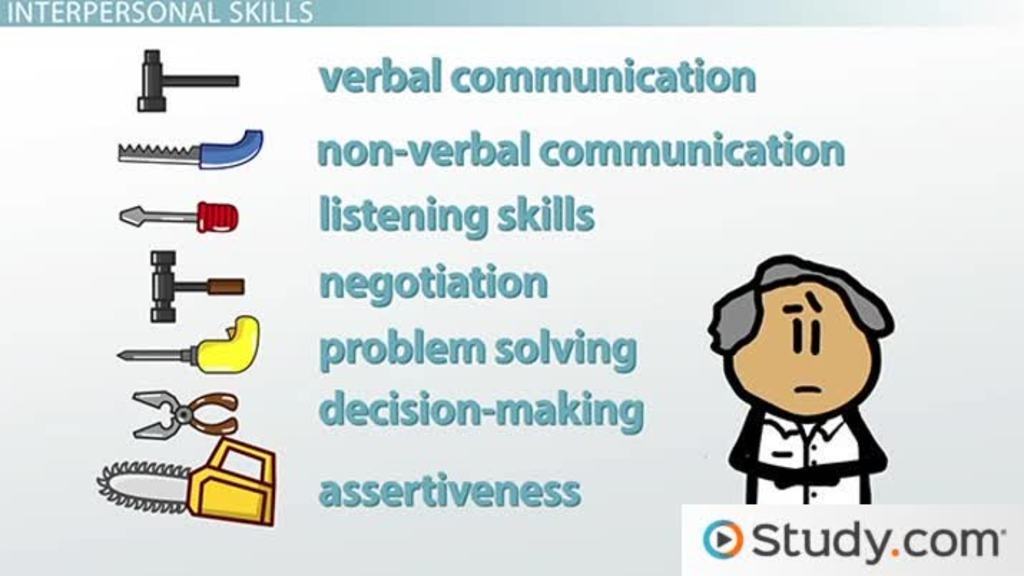 INTERPERSONAL SKILLS
verbal communication
non-verbal communication
listening skills
negotiation
problem solving
decision-making
assertiveness
Study.com